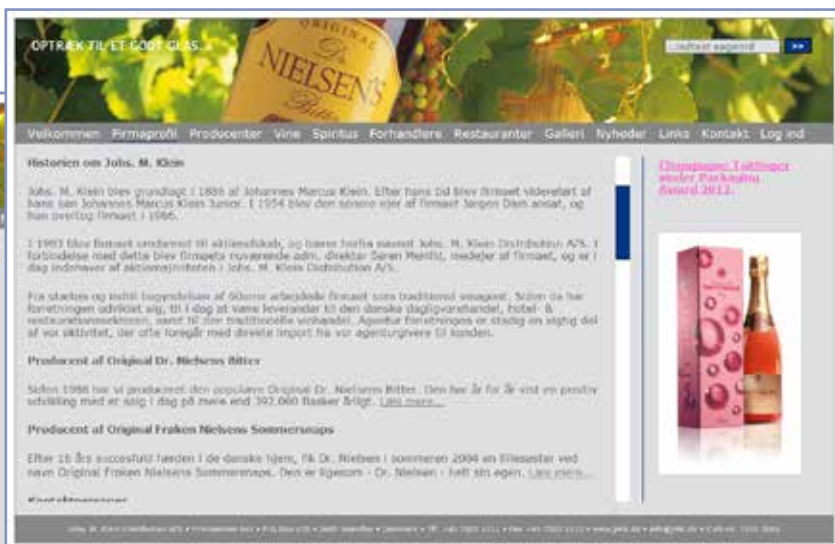 OPTRÆK TIL ET GODT GLAS...
ORIGINAL
Dr.
NIELSEN'S
Bitter
...indtast søgeord
>>
Velkommen Firmaprofil Producenter Vine Spiritus Forhandlere Restauranter Galleri Nyheder Links Kontakt Log ind
Historien om Johs. M. Klein
Johs. M. Klein blev grundlagt i 1886 af Johannes Marcus Klein. Efter hans tid blev firmaet videreført af
hans søn Johannes Marcus Klein Junior. I 1954 blev den senere ejer af firmaet Jørgen Dam ansat, og
han overtog firmaet i 1966.
I 1993 blev firmaet omdannet til aktieselskab, og bærer herfra navnet Johs. M. Klein Distribution A/S. I
forbindelse med dette blev firmaets nuværende adm. direktør Søren medejer af firmaet, og er i
dag indehaver af aktiemajoriteten i Johs. M. Klein Distribution A/S.
Fra starten og indtil begyndelsen af 60erne arbejdede firmaet som traditionel vinagent. Siden da har
forretningen udviklet sig, til i dag at være leverandør til den danske dagligvarehandel, hotel- &
restaurationssektoren, samt til den traditionelle vinhandel. Agentur forretningen er stadig en vigtig del
af vor aktivitet, der ofte foregår med direkte import fra vor agenturgivere til kunden.
Producent af Original Dr. Nielsens Bitter
Siden 1988 har vi produceret den populære Original Dr. Nielsens Bitter. Den har år for år vist en positiv
udvikling med et salg i dag på mere end 392.000 flasker årligt. Læs mere...
Producent af Original Frøken Nielsens Sommersnaps
Efter 16 års succesfuld færden i de danske hjem, fik Dr. Nielsen i sommeren 2004 en lillesøster ved
navn Original Frøken Nielsens Sommersnaps. Den er ligesom - Dr. Nielsen - helt sin egen. Læs mere...
Kontaktpersoner
Champagne Taittinger
vinder Packaging
Award 2012.